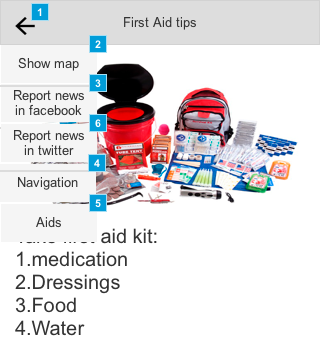 1
First Aid tips
2
Show map
3
Report news
in facebook
6
Report news
in twitter
4
Navigation
5
Aids
first aid kit:
1.medication
2.Dressings
3.Food
4.Water